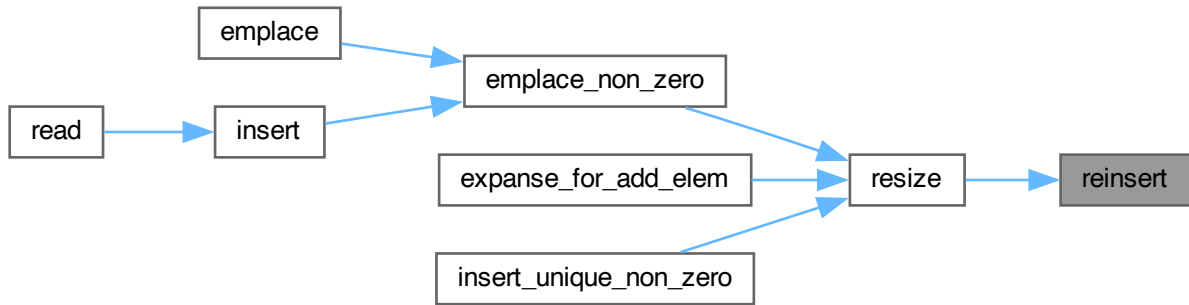 emplace
emplace_non_zero
read
insert
expanse_for_add_elem
resize
reinsert
insert_unique_non_zero